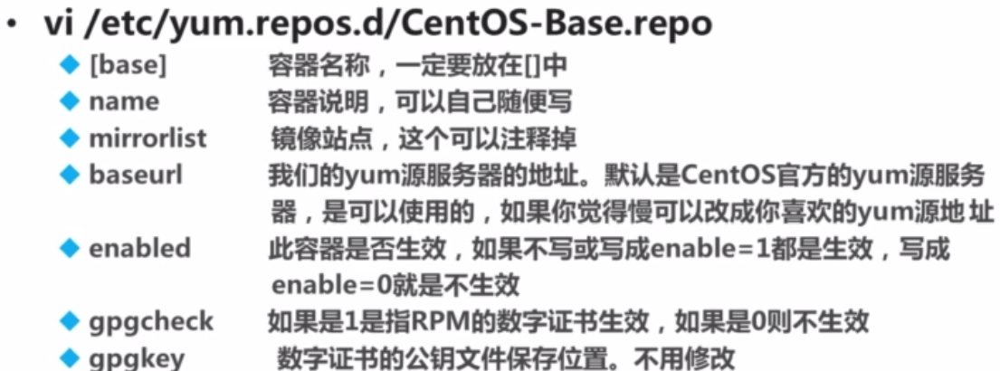 • vi /etc/yum.repos.d/CentOS-Base.repo
◆ [base] 容器名称，一定要放在[]中
◆ name 容器说明，可以自己随便写
◆ mirrorlist 镜像站点，这个可以注释掉
◆ baseurl 我们的yum源服务器的地址。默认是CentOS官方的yum源服务
器，是可以使用的，如果你觉得慢可以改成你喜欢的yum源地址
◆ enabled 此容器是否生效，如果不写或写成enable=1都是生效，写成
enable=0就是不生效
◆ gpgcheck 如果是1是指RPM的数字证书生效，如果是0则不生效
◆ gpgkey 数字证书的公钥文件保存位置。不用修改